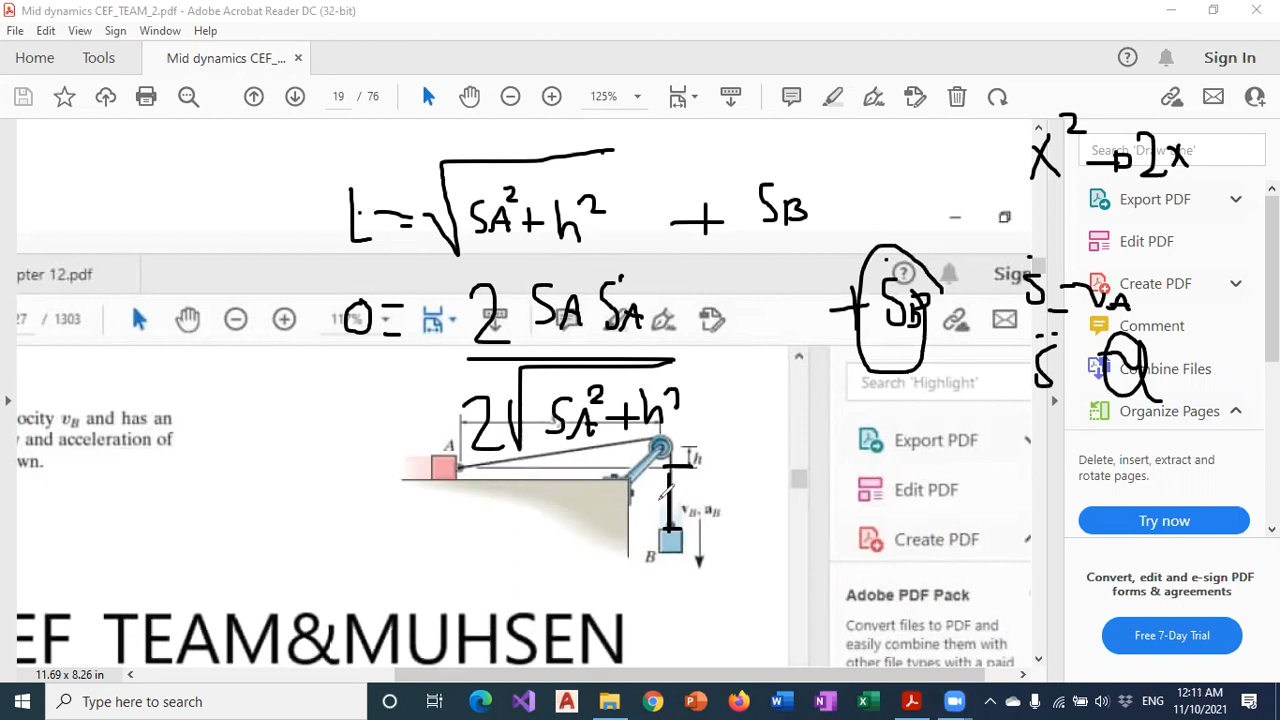 Mid dynamics CEF_TEAM_2.pdf - Adobe Acrobat Reader DC (32-bit)
File Edit View Sign Window Help
Home Tools Mid dynamics CEF_... × Sign In
19 / 76 125%
x² → 2x
Search
L = √(SA² + h²) + SB
Export PDF
Edit PDF
pter 12.pdf Sign
Create PDF
0 = 2 SA ṠA + ṠB
Ṡ = vA
27 / 1303
Comment
2√(SA² + h²)
S̈ a
Combine Files
Search 'Highlight'
Organize Pages
ocity vB and has an
y and acceleration of
wn.
A
h
Export PDF
Edit PDF
Create PDF
vB, aB
B
Delete, insert, extract and
rotate pages.
Try now
Convert, edit and e-sign PDF
forms & agreements
Free 7-Day Trial
Adobe PDF Pack
Convert files to PDF and
easily combine them with
other file types with a paid
EF TEAM&MUHSEN
11.69 x 8.26 in
Type here to search
ENG
12:11 AM
11/10/2021